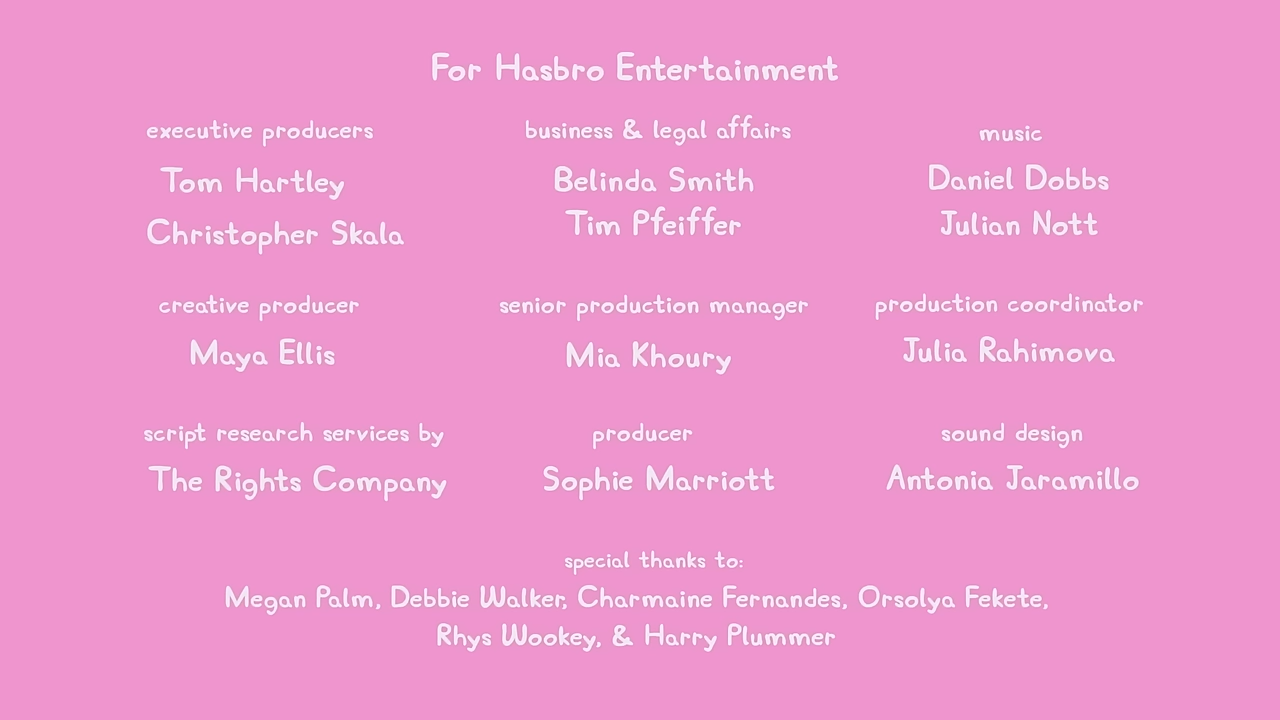 For Hasbro Entertainment
executive producers
Tom Hartley
Christopher Skala
business & legal affairs
Belinda Smith
Tim Pfeiffer
music
Daniel Dobbs
Julian Nott
creative producer
Maya Ellis
senior production manager
Mia Khoury
production coordinator
Julia Rahimova
script research services by
The Rights Company
producer
Sophie Marriott
sound design
Antonia Jaramillo
special thanks to:
Megan Palm, Debbie Walker, Charmaine Fernandes, Orsolya Fekete,
Rhys Wookey, & Harry Plummer